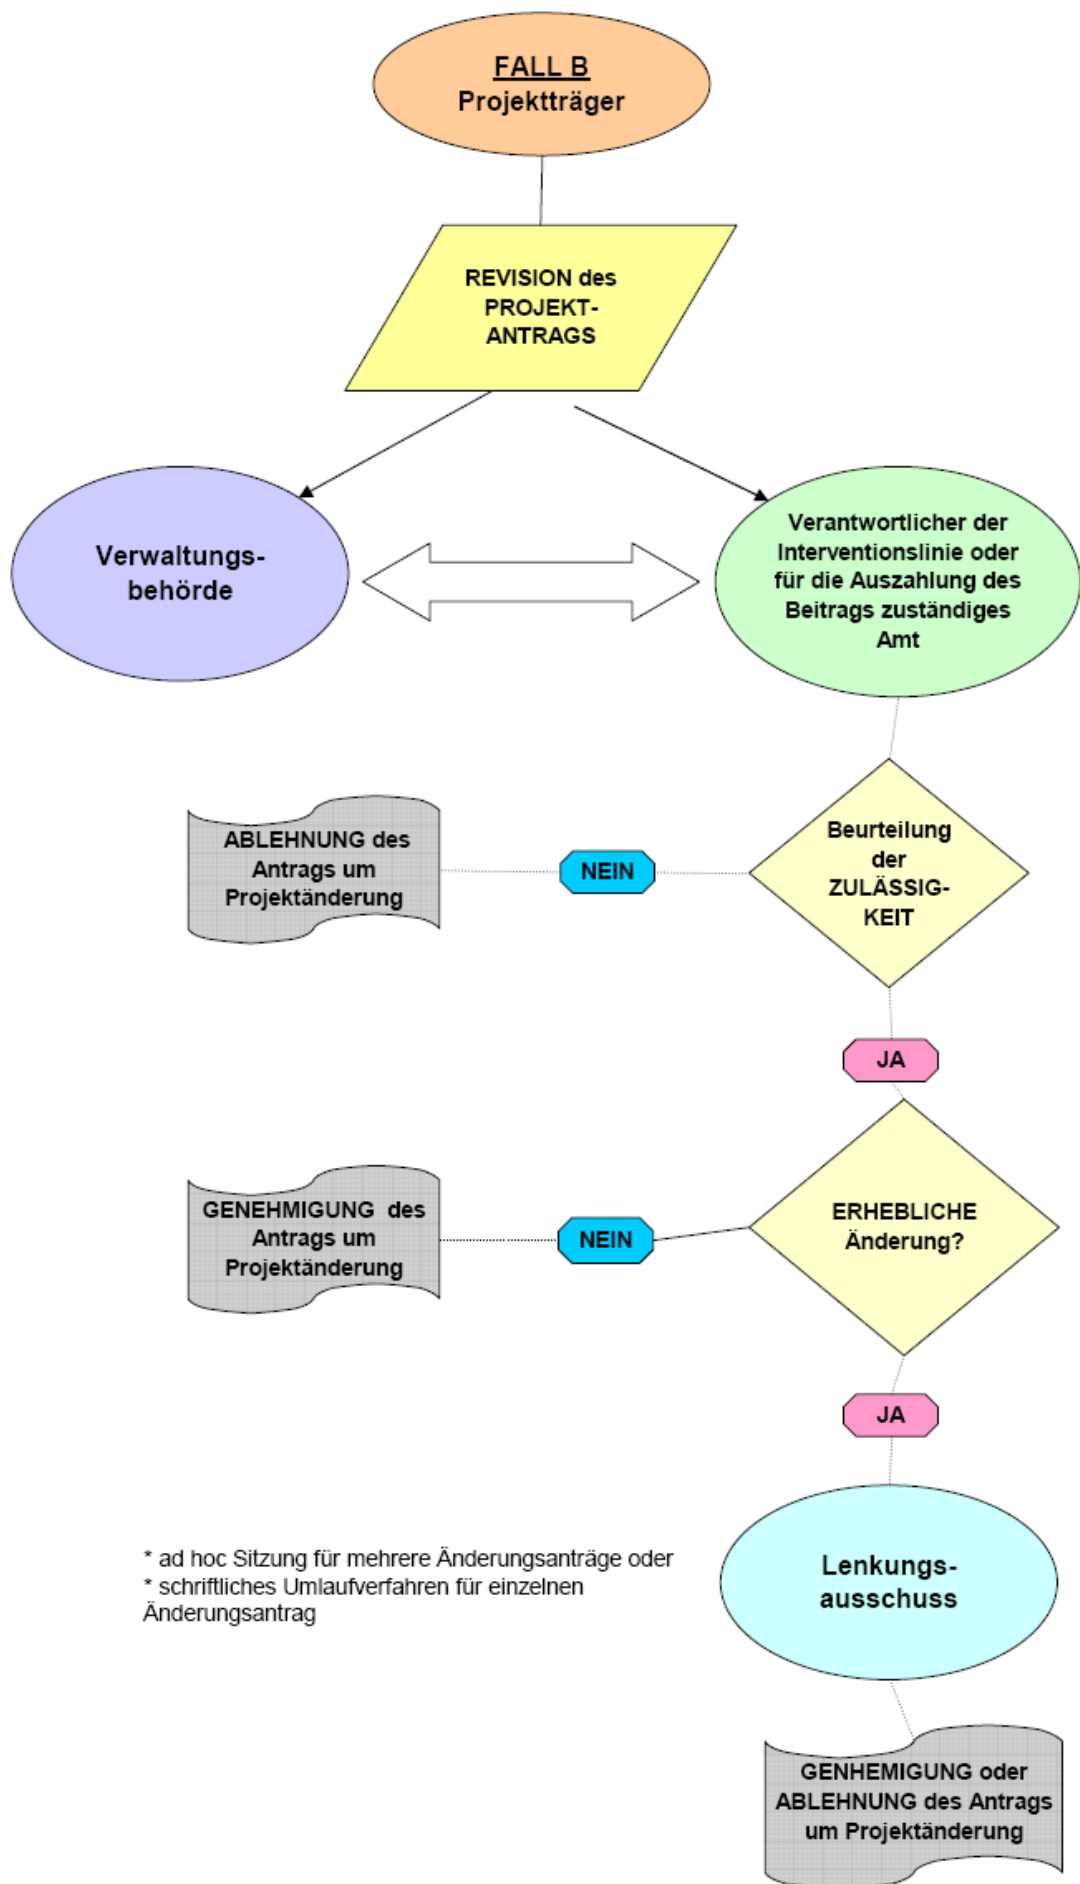 FALL B
Projektträger
REVISION des
PROJEKT-
ANTRAGS
Verwaltungs-
behörde
Verantwortlicher der
Interventionslinie oder
für die Auszahlung des
Beitrags zuständiges
Amt
Beurteilung
der
ZULÄSSIG-
KEIT
NEIN
ABLEHNUNG des
Antrags um
Projektänderung
JA
ERHEBLICHE
Änderung?
NEIN
GENEHMIGUNG des
Antrags um
Projektänderung
JA
Lenkungs-
ausschuss
* ad hoc Sitzung für mehrere Änderungsanträge oder
* schriftliches Umlaufverfahren für einzelnen
Änderungsantrag
GENHEMIGUNG oder
ABLEHNUNG des Antrags
um Projektänderung